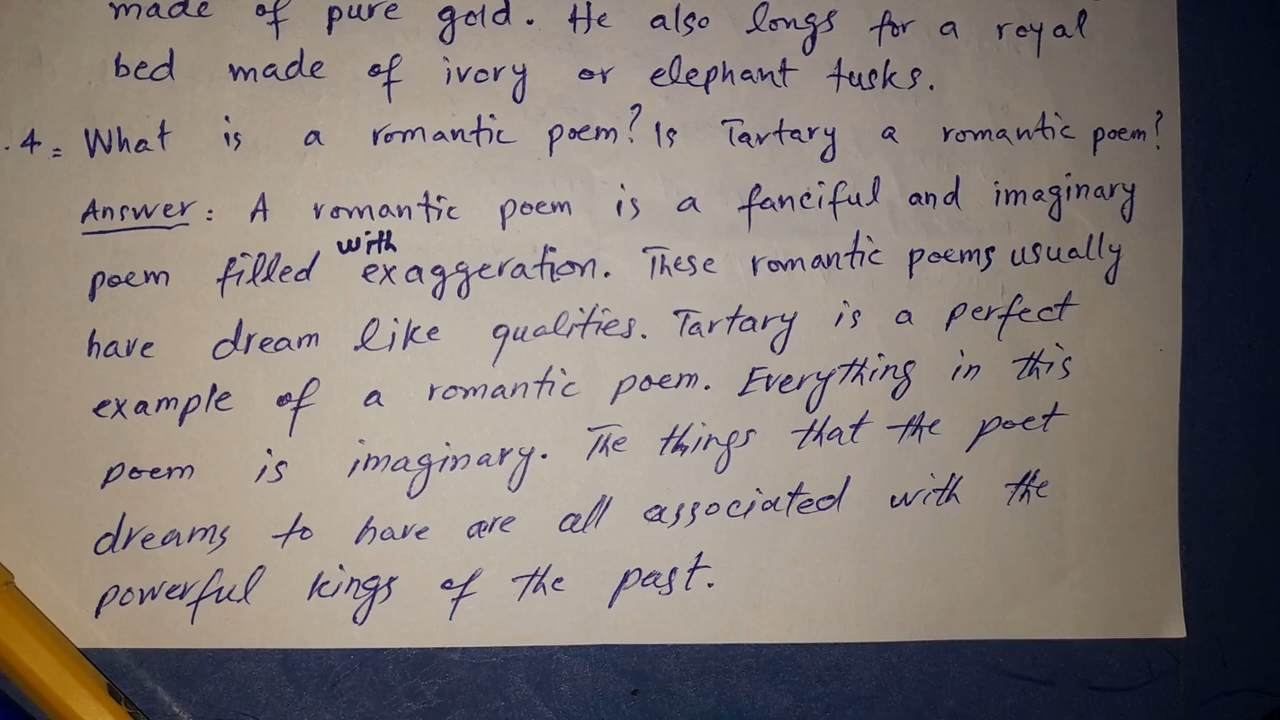 made of pure gold. He also longs for a royal
bed made of ivory or elephant tusks.
.4= What is a romantic poem? Is Tartary a romantic poem?
Answer: A romantic poem is a fanciful and imaginary
poem filled with exaggeration. These romantic poems usually
have dream like qualities. Tartary is a perfect
example of a romantic poem. Everything in this
poem is imaginary. The things that the poet
dreams to have are all associated with the
powerful kings of the past.